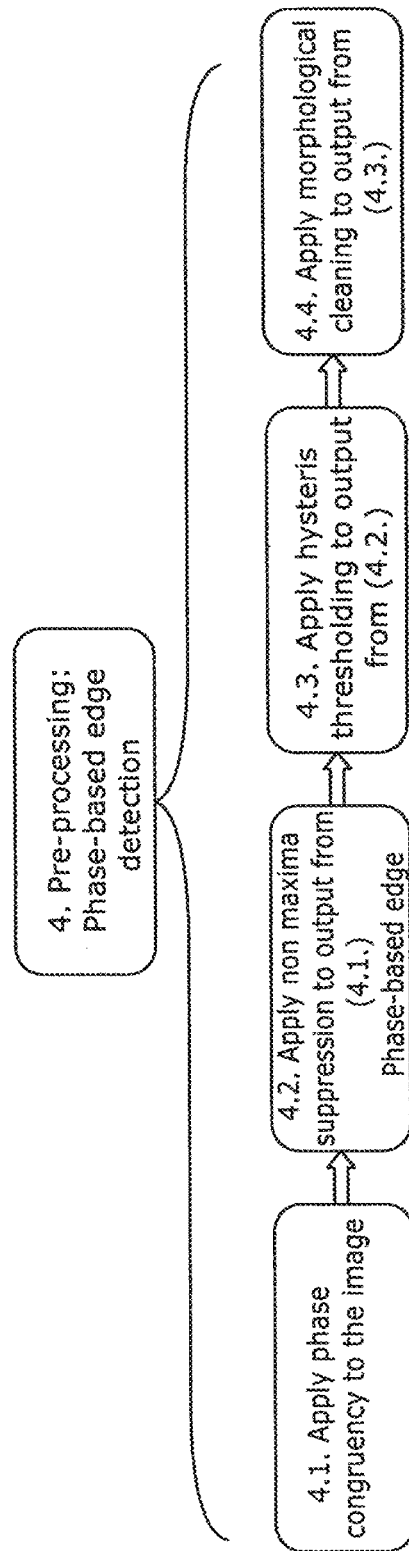 4. Pre-processing:
Phase-based edge
detection
4.1. Apply phase
congruency to the image
4.2. Apply non maxima
suppression to output from
(4.1.)
Phase-based edge
4.3. Apply hysteris
thresholding to output
from (4.2.)
4.4. Apply morphological
cleaning to output from
(4.3.)